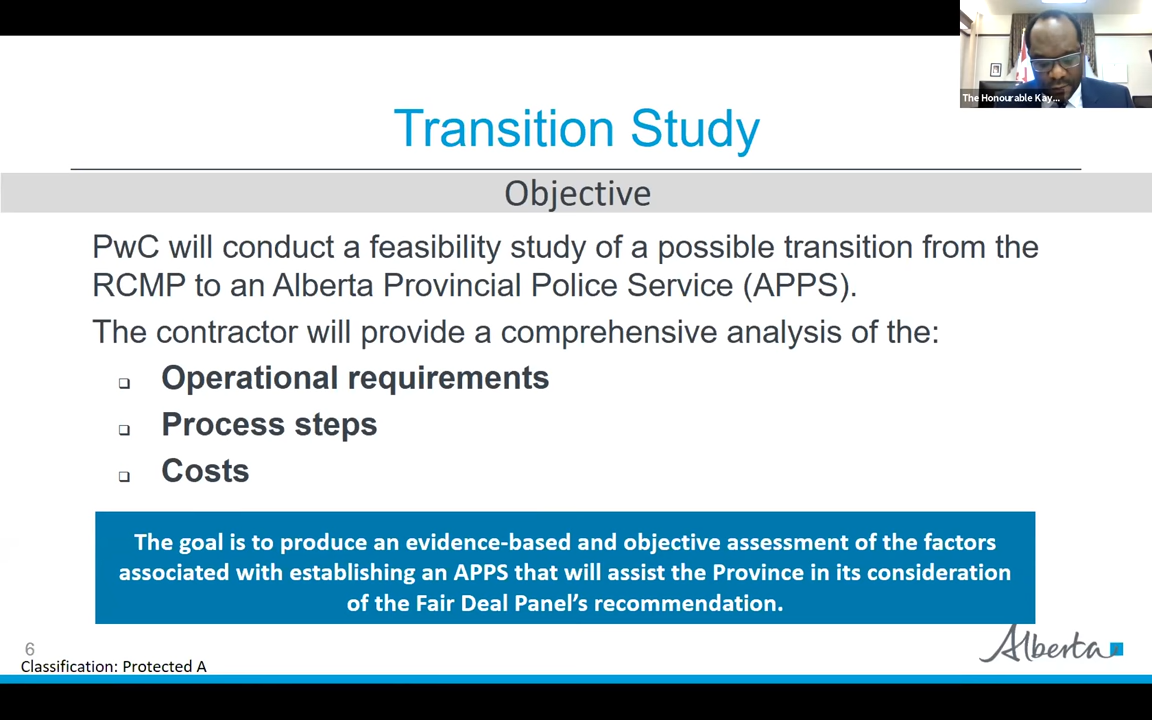 The Honourable Kay...
Transition Study
Objective
PwC will conduct a feasibility study of a possible transition from the
RCMP to an Alberta Provincial Police Service (APPS).
The contractor will provide a comprehensive analysis of the:
❑ Operational requirements
❑ Process steps
❑ Costs
The goal is to produce an evidence-based and objective assessment of the factors
associated with establishing an APPS that will assist the Province in its consideration
of the Fair Deal Panel’s recommendation.
6
Classification: Protected A
Alberta